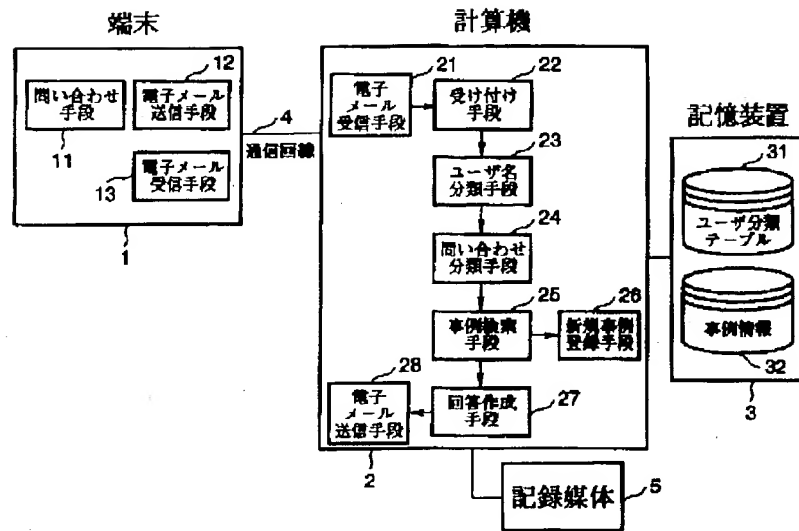 端末
計算機
記憶装置
問い合わせ
手段
11
12
電子メール
送信手段
13
電子メール
受信手段
1
4
通信回線
21
電子
メール
受信手段
22
受け付け
手段
23
ユーザ名
分類手段
24
問い合わせ
分類手段
25
事例検索
手段
26
新規事例
登録手段
27
回答作成
手段
28
電子
メール
送信手段
2
31
ユーザ分類
テーブル
事例情報
32
3
記録媒体
5